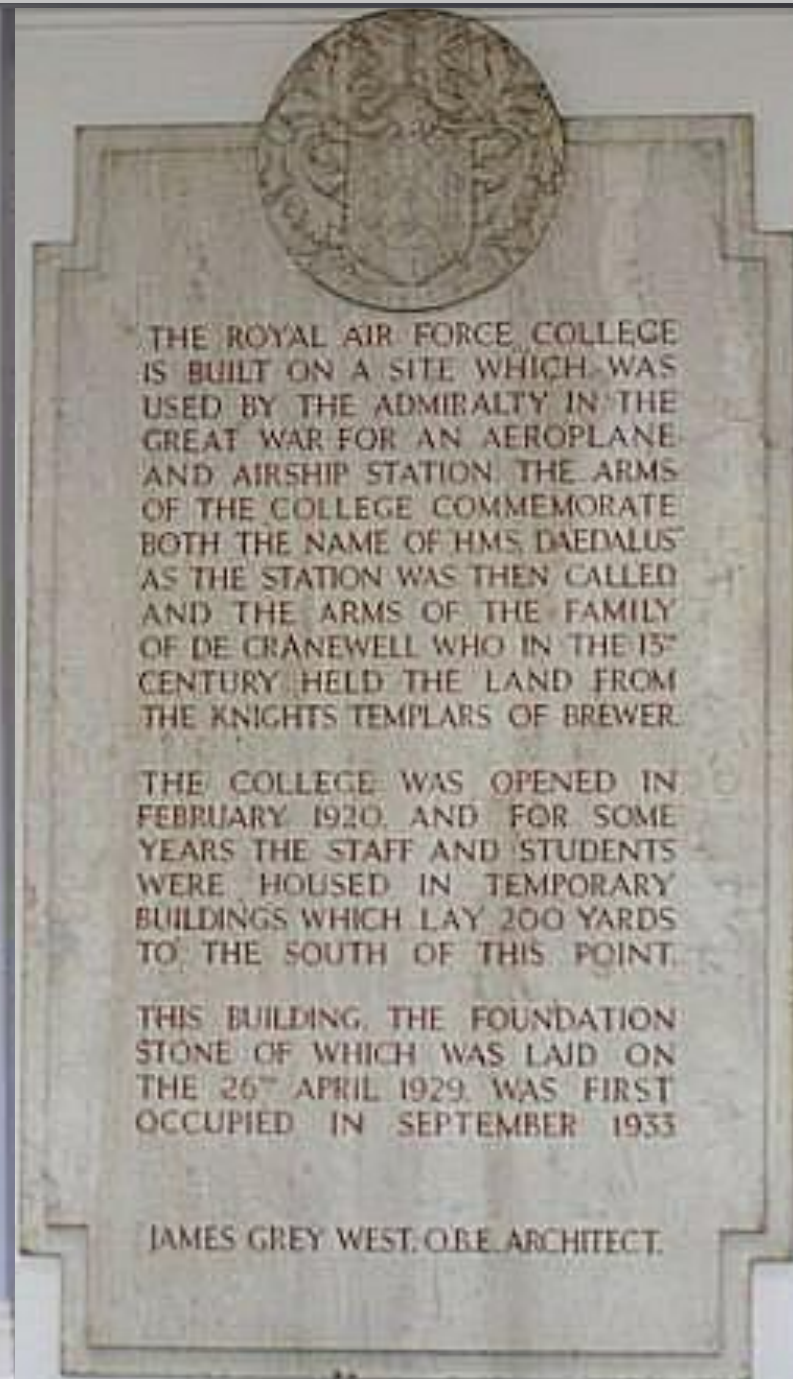 THE ROYAL AIR FORCE COLLEGE
IS BUILT ON A SITE WHICH WAS
USED BY THE ADMIRALTY IN THE
GREAT WAR FOR AN AEROPLANE
AND AIRSHIP STATION. THE ARMS
OF THE COLLEGE COMMEMORATE
BOTH THE NAME OF H.M.S. DAEDALUS
AS THE STATION WAS THEN CALLED
AND THE ARMS OF THE FAMILY
OF DE CRANEWELL WHO IN THE 13TH
CENTURY HELD THE LAND FROM
THE KNIGHTS TEMPLARS OF BREWER.
THE COLLEGE WAS OPENED IN
FEBRUARY 1920. AND FOR SOME
YEARS THE STAFF AND STUDENTS
WERE HOUSED IN TEMPORARY
BUILDINGS WHICH LAY 200 YARDS
TO THE SOUTH OF THIS POINT.
THIS BUILDING, THE FOUNDATION
STONE OF WHICH WAS LAID ON
THE 26TH APRIL 1929, WAS FIRST
OCCUPIED IN SEPTEMBER 1933
JAMES GREY WEST. O.B.E. ARCHITECT.